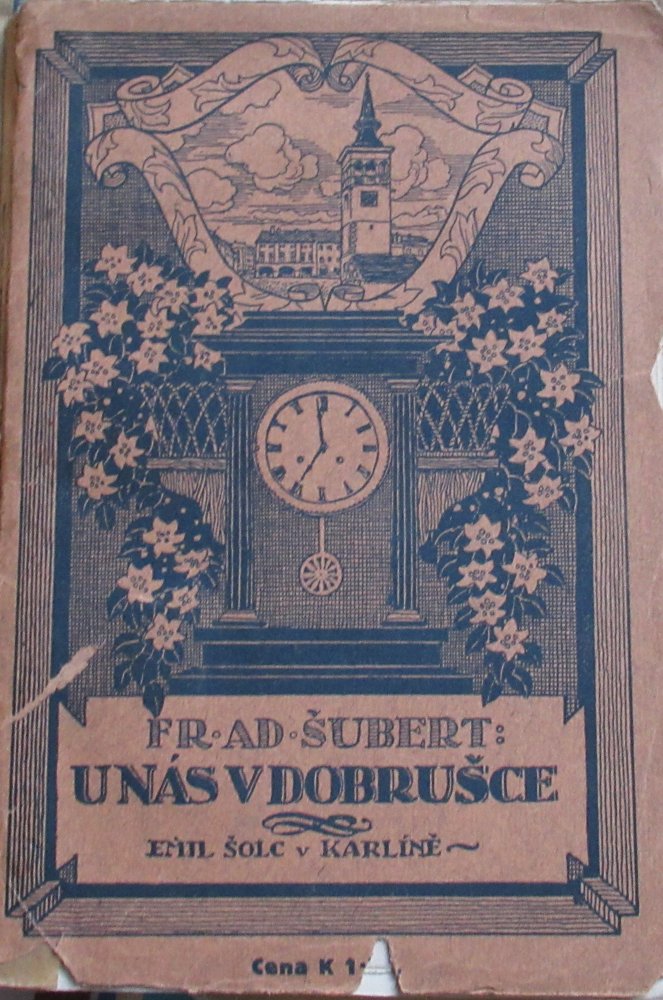 FR·AD·ŠUBERT:
U NÁS V DOBRUŠCE
EMIL ŠOLC v KARLÍNĚ
Cena K 1·